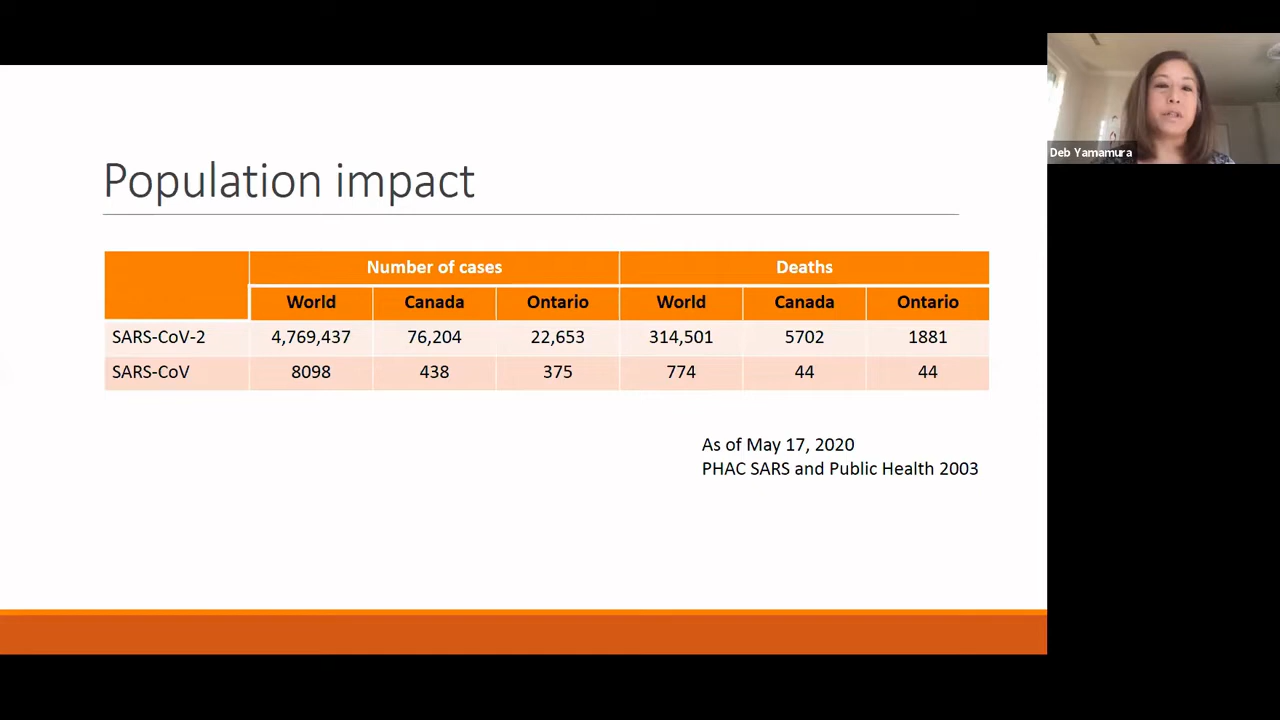 Population impact
Number of cases Deaths
World Canada Ontario World Canada Ontario
SARS-CoV-2 4,769,437 76,204 22,653 314,501 5702 1881
SARS-CoV 8098 438 375 774 44 44
As of May 17, 2020
PHAC SARS and Public Health 2003
Deb Yamamura